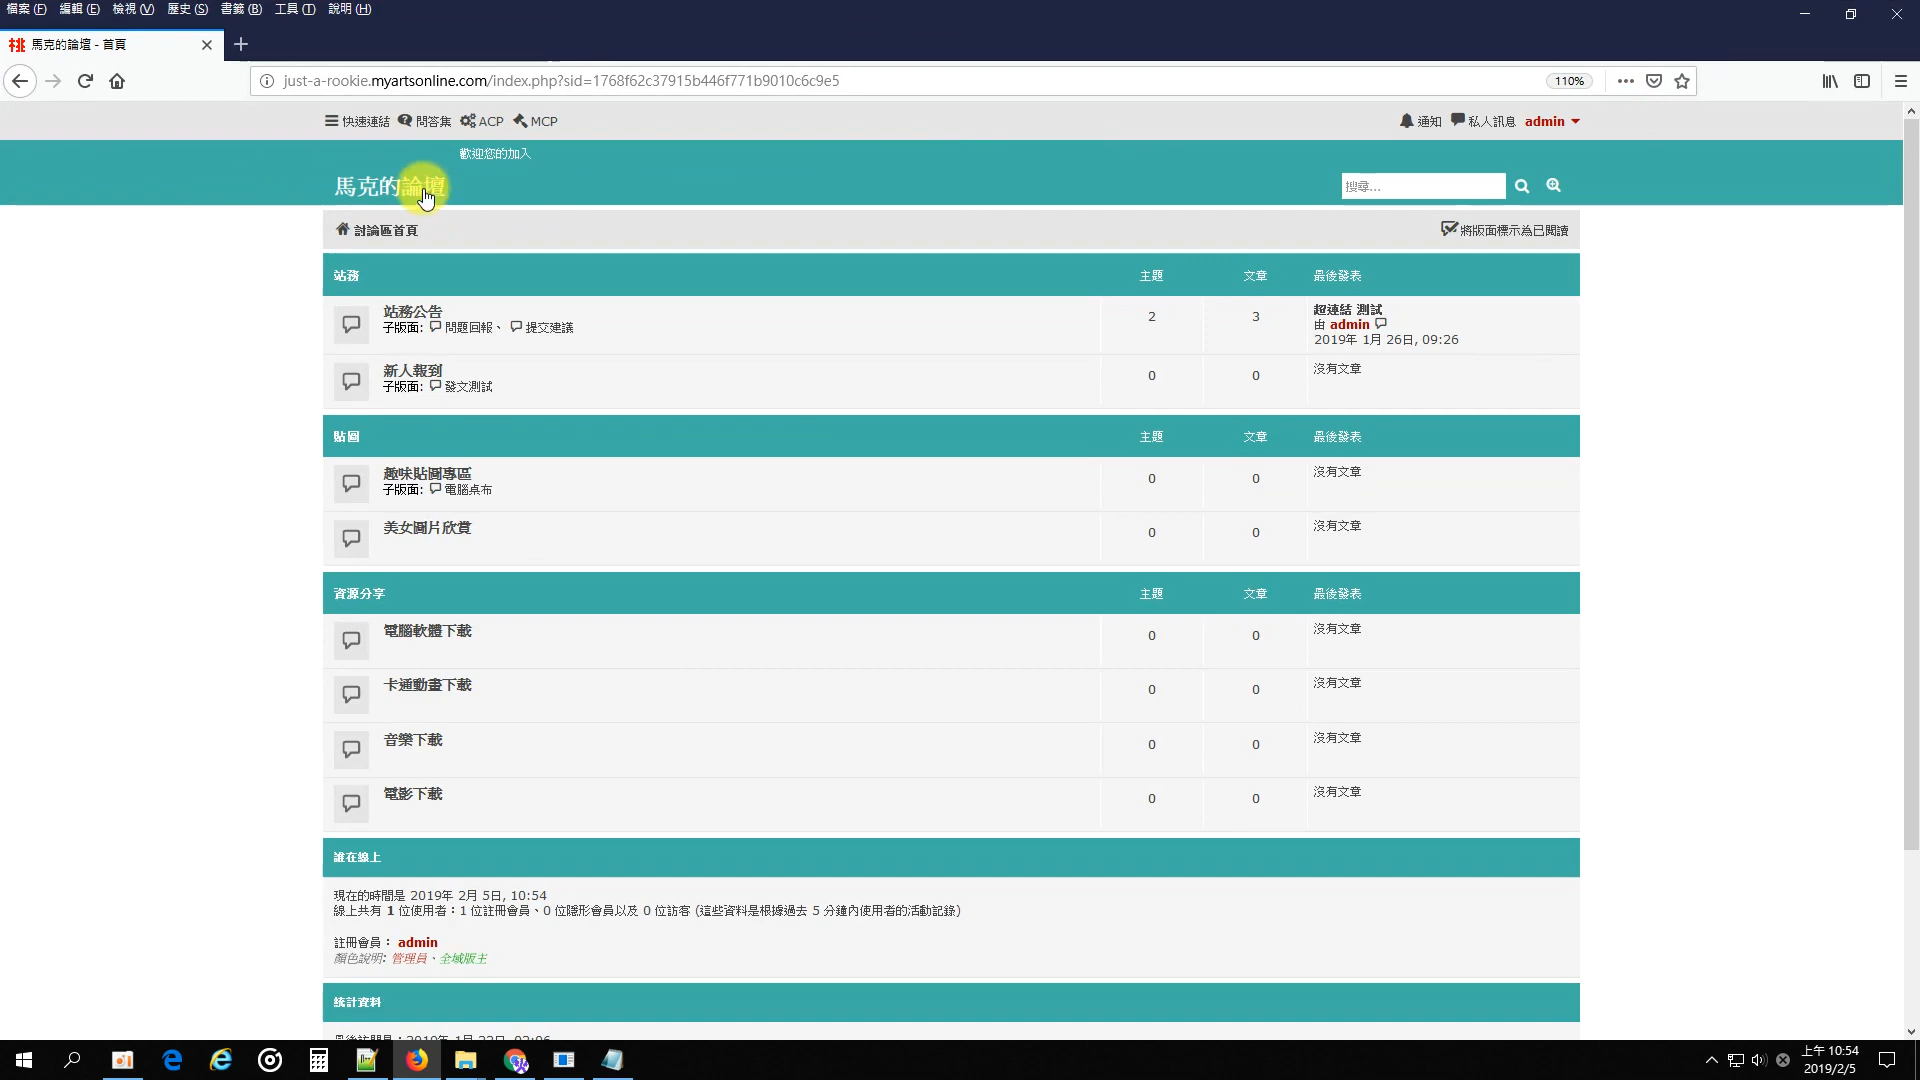 檔案 (F) 編輯 (E) 檢視 (V) 歷史 (S) 書籤 (B) 工具 (T) 說明 (H)
馬克的論壇 - 首頁
just-a-rookie.myartsonline.com/index.php?sid=1768f62c37915b446f771b9010c6c9e5
110%
快速連結 問答集 ACP MCP
通知 私人訊息 admin
歡迎您的加入
馬克的論壇
搜尋...
討論區首頁
將版面標示為已閱讀
站務 主題 文章 最後發表
站務公告 2 3 超連結 測試
子版面: 問題回報、 提交建議 由 admin
2019年 1月 26日, 09:26
新人報到 0 0 沒有文章
子版面: 發文測試
貼圖 主題 文章 最後發表
趣味貼圖專區 0 0 沒有文章
子版面: 電腦桌布
美女圖片欣賞 0 0 沒有文章
資源分享 主題 文章 最後發表
電腦軟體下載 0 0 沒有文章
卡通動畫下載 0 0 沒有文章
音樂下載 0 0 沒有文章
電影下載 0 0 沒有文章
誰在線上
現在的時間是 2019年 2月 5日, 10:54
線上共有 1 位使用者：1 位註冊會員、0 位隱形會員以及 0 位訪客 (這些資料是根據過去 5 分鐘內使用者的活動記錄)
註冊會員： admin
顏色說明: 管理員、全域版主
統計資料
上午 10:54
2019/2/5